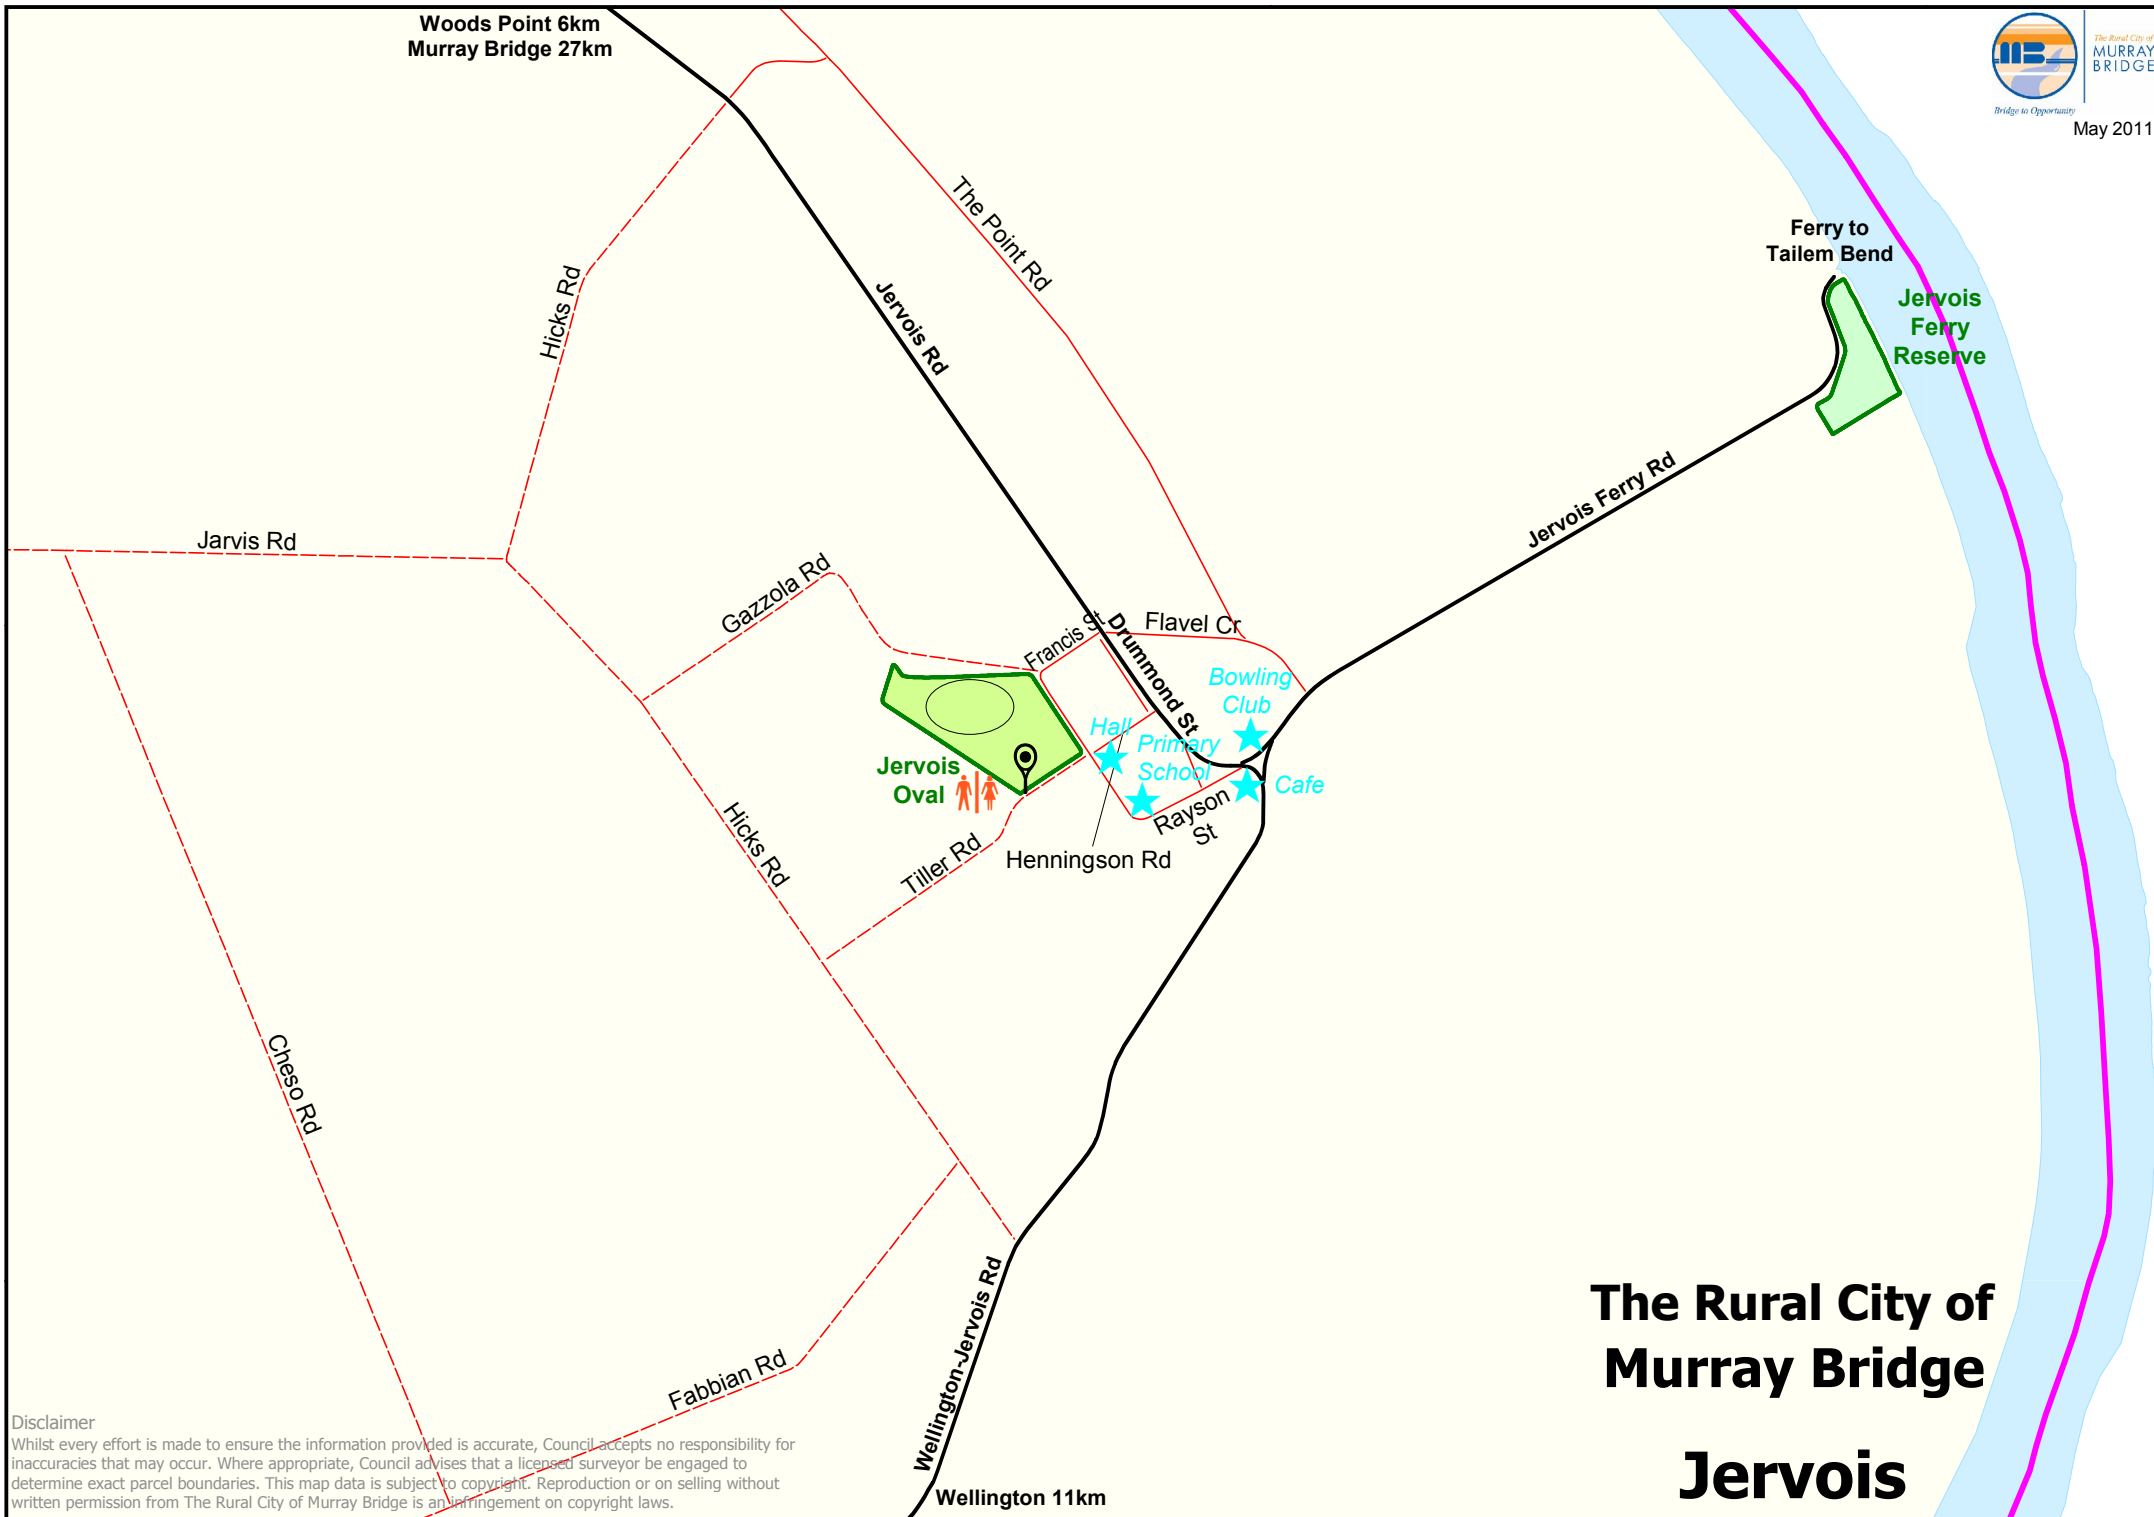 Woods Point 6km
Murray Bridge 27km
The Rural City of
MURRAY
BRIDGE
Bridge to Opportunity
May 2011
The Point Rd
Ferry to
Tailem Bend
Hicks Rd
Jervois Rd
Jervois
Ferry
Reserve
Jervois Ferry Rd
Jarvis Rd
Gazzola Rd
Francis St
Drummond St
Flavel Cr
Bowling
Club
Hall
Primary
School
Jervois
Oval
Cafe
Rayson
St
Hicks Rd
Tiller Rd
Henningson Rd
Cheso Rd
Wellington-Jervois Rd
Fabbian Rd
The Rural City of
Murray Bridge
Jervois
Disclaimer
Whilst every effort is made to ensure the information provided is accurate, Council accepts no responsibility for
inaccuracies that may occur. Where appropriate, Council advises that a licensed surveyor be engaged to
determine exact parcel boundaries. This map data is subject to copyright. Reproduction or on selling without
written permission from The Rural City of Murray Bridge is an infringement on copyright laws.
Wellington 11km